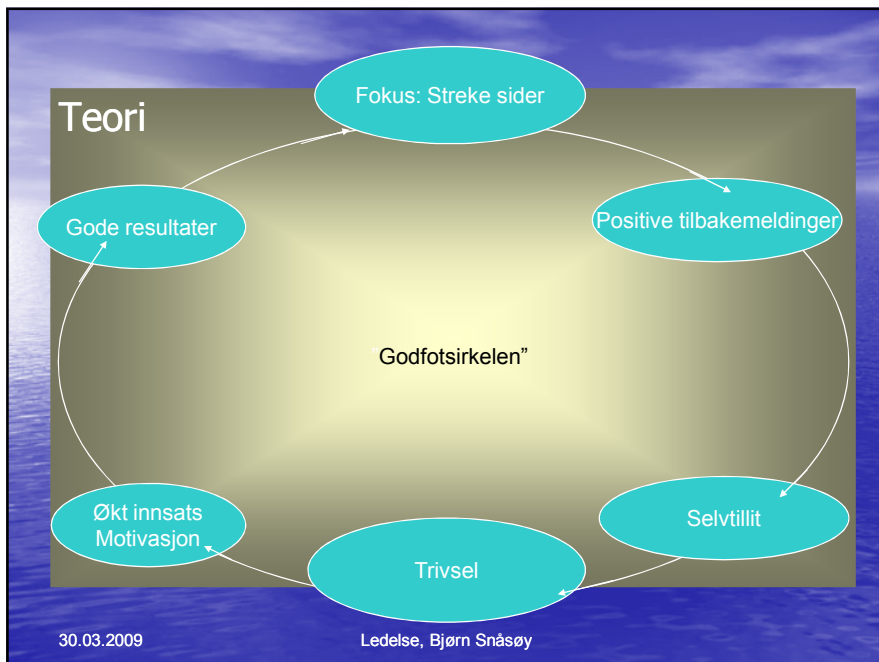 Teori
Fokus: Streke sider
Positive tilbakemeldinger
Selvtillit
Trivsel
Økt innsats
Motivasjon
Gode resultater
"Godfotsirkelen”
30.03.2009
Ledelse, Bjørn Snåsøy